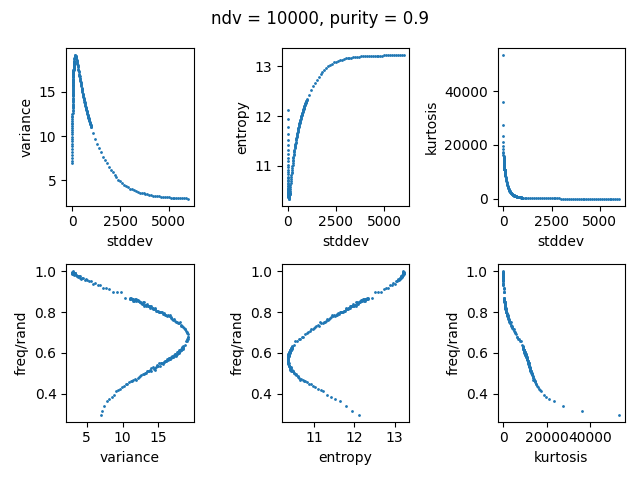 ndv = 10000, purity = 0.9
variance
15
10
5
0 2500 5000
stddev
entropy
13
12
11
0 2500 5000
stddev
kurtosis
40000
20000
0
0 2500 5000
stddev
freq/rand
1.0
0.8
0.6
0.4
5 10 15
variance
freq/rand
1.0
0.8
0.6
0.4
11 12 13
entropy
freq/rand
1.0
0.8
0.6
0.4
0 20000 40000
kurtosis